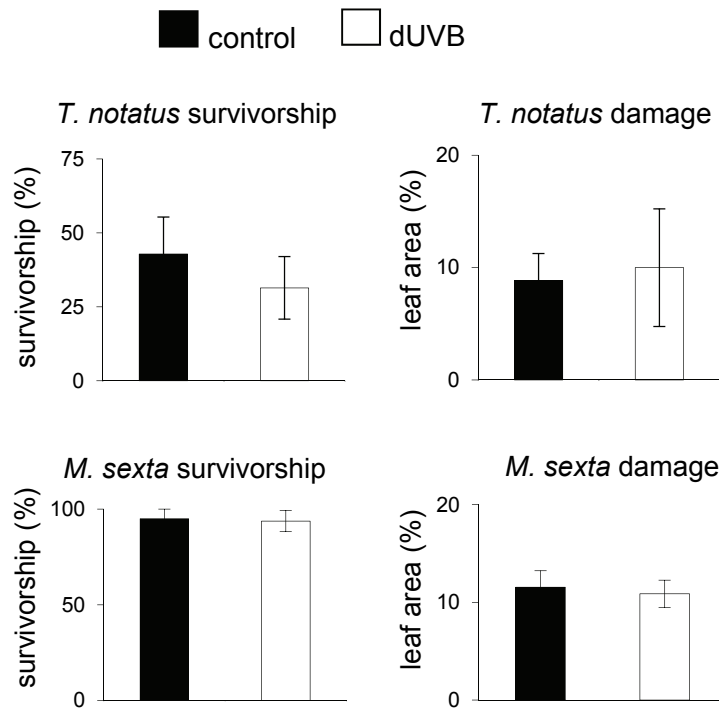 control dUVB
T. notatus survivorship
survivorship (%)
75
50
25
0
T. notatus damage
leaf area (%)
20
10
0
M. sexta survivorship
survivorship (%)
100
50
0
M. sexta damage
leaf area (%)
20
10
0